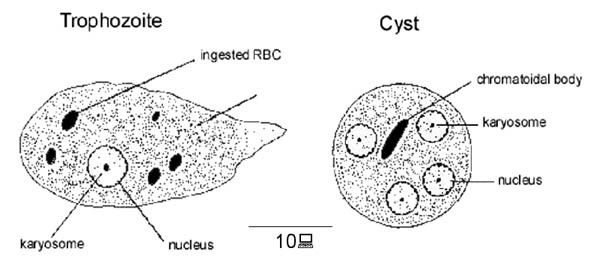 Trophozoite
Cyst
ingested RBC
chromatoidal body
karyosome
nucleus
karyosome
nucleus
10💻